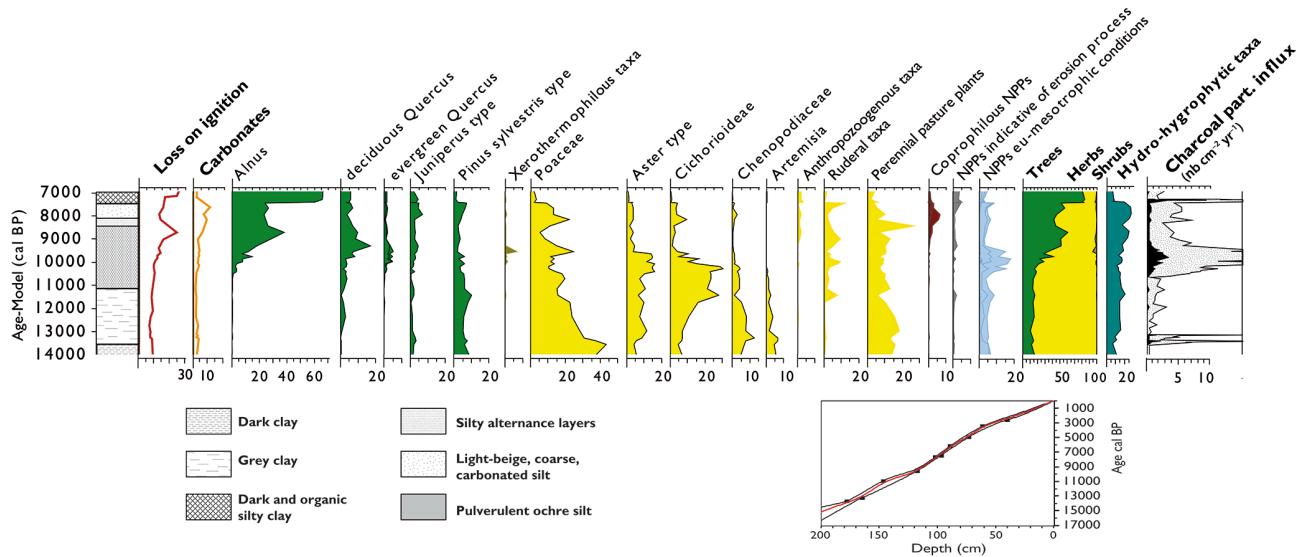 Loss on ignition
Carbonates
Alnus
deciduous Quercus
evergreen Quercus
Juniperus type
Pinus sylvestris type
Xerothermophilous taxa
Poaceae
Aster type
Cichorioideae
Chenopodiaceae
Artemisia
Anthropozoogenous taxa
Ruderal taxa
Perennial pasture plants
Coprophilous NPPs
NPPs indicative of erosion process
NPPs eu-mesotrophic conditions
Trees
Herbs
Shrubs
Hydro-hygrophytic taxa
Charcoal part. influx
(nb cm⁻² yr⁻¹)
Age-Model (cal BP)
7000
8000
9000
10000
11000
12000
13000
14000
30 10 20 40 60 20 10 10 20 10 20 40 20 20 10 10 10 20 20 10 10 20 50 100 20 5 10
Dark clay
Grey clay
Dark and organic
silty clay
Silty alternance layers
Light-beige, coarse,
carbonated silt
Pulverulent ochre silt
1000
3000
5000
7000
9000
11000
13000
15000
17000
Age cal BP
200 150 100 50 0
Depth (cm)